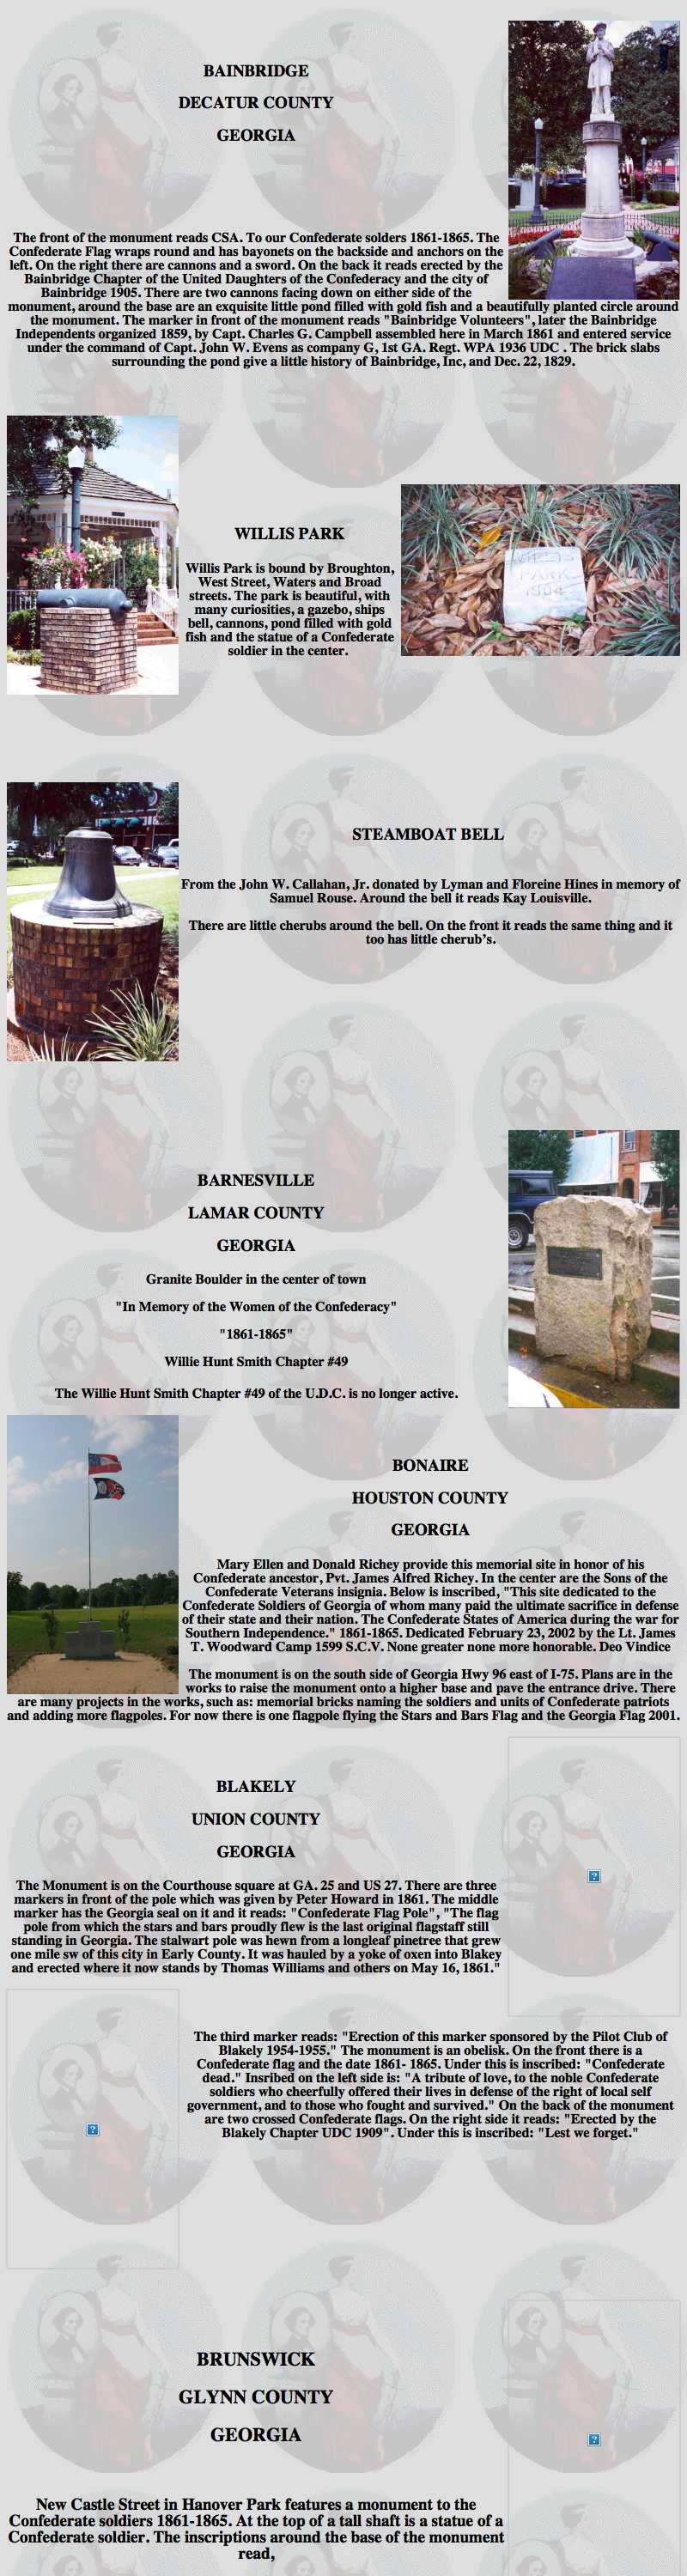 BAINBRIDGE
DECATUR COUNTY
GEORGIA
The front of the monument reads CSA. To our Confederate solders 1861-1865. The
Confederate Flag wraps round and has bayonets on the backside and anchors on the
left. On the right there are cannons and a sword. On the back it reads erected by the
Bainbridge Chapter of the United Daughters of the Confederacy and the city of
Bainbridge 1905. There are two cannons facing down on either side of the
monument, around the base are an exquisite little pond filled with gold fish and a beautifully planted circle around
the monument. The marker in front of the monument reads "Bainbridge Volunteers", later the Bainbridge
Independents organized 1859, by Capt. Charles G. Campbell assembled here in March 1861 and entered service
under the command of Capt. John W. Evens as company G, 1st GA. Regt. WPA 1936 UDC . The brick slabs
surrounding the pond give a little history of Bainbridge, Inc, and Dec. 22, 1829.
WILLIS PARK
Willis Park is bound by Broughton,
West Street, Waters and Broad
streets. The park is beautiful, with
many curiosities, a gazebo, ships
bell, cannons, pond filled with gold
fish and the statue of a Confederate
soldier in the center.
WILLIS
PARK
1904
STEAMBOAT BELL
From the John W. Callahan, Jr. donated by Lyman and Floreine Hines in memory of
Samuel Rouse. Around the bell it reads Kay Louisville.
There are little cherubs around the bell. On the front it reads the same thing and it
too has little cherub's.
BARNESVILLE
LAMAR COUNTY
GEORGIA
Granite Boulder in the center of town
"In Memory of the Women of the Confederacy"
"1861-1865"
Willie Hunt Smith Chapter #49
The Willie Hunt Smith Chapter #49 of the U.D.C. is no longer active.
BONAIRE
HOUSTON COUNTY
GEORGIA
Mary Ellen and Donald Richey provide this memorial site in honor of his
Confederate ancestor, Pvt. James Alfred Richey. In the center are the Sons of the
Confederate Veterans insignia. Below is inscribed, "This site dedicated to the
Confederate Soldiers of Georgia of whom many paid the ultimate sacrifice in defense
of their state and their nation. The Confederate States of America during the war for
Southern Independence." 1861-1865. Dedicated February 23, 2002 by the Lt. James
T. Woodward Camp 1599 S.C.V. None greater none more honorable. Deo Vindice
The monument is on the south side of Georgia Hwy 96 east of I-75. Plans are in the
works to raise the monument onto a higher base and pave the entrance drive. There
are many projects in the works, such as: memorial bricks naming the soldiers and units of Confederate patriots
and adding more flagpoles. For now there is one flagpole flying the Stars and Bars Flag and the Georgia Flag 2001.
BLAKELY
UNION COUNTY
GEORGIA
The Monument is on the Courthouse square at GA. 25 and US 27. There are three
markers in front of the pole which was given by Peter Howard in 1861. The middle
marker has the Georgia seal on it and it reads: "Confederate Flag Pole", "The flag
pole from which the stars and bars proudly flew is the last original flagstaff still
standing in Georgia. The stalwart pole was hewn from a longleaf pinetree that grew
one mile sw of this city in Early County. It was hauled by a yoke of oxen into Blakey
and erected where it now stands by Thomas Williams and others on May 16, 1861."
The third marker reads: "Erection of this marker sponsored by the Pilot Club of
Blakely 1954-1955." The monument is an obelisk. On the front there is a
Confederate flag and the date 1861- 1865. Under this is inscribed: "Confederate
dead." Insribed on the left side is: "A tribute of love, to the noble Confederate
soldiers who cheerfully offered their lives in defense of the right of local self
government, and to those who fought and survived." On the back of the monument
are two crossed Confederate flags. On the right side it reads: "Erected by the
Blakely Chapter UDC 1909". Under this is inscribed: "Lest we forget."
BRUNSWICK
GLYNN COUNTY
GEORGIA
New Castle Street in Hanover Park features a monument to the
Confederate soldiers 1861-1865. At the top of a tall shaft is a statue of a
Confederate soldier. The inscriptions around the base of the monument
read,